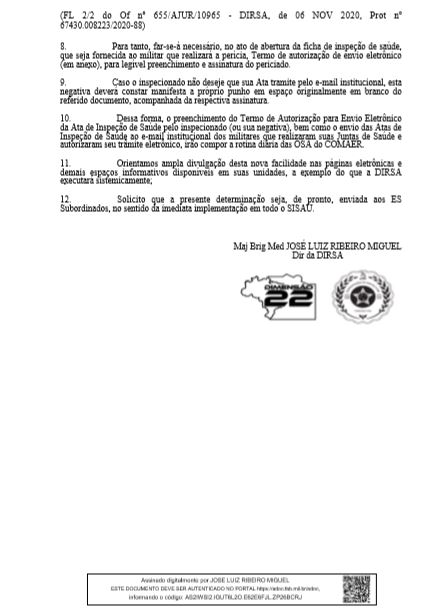 (FL 2/2 do Of nº 655/AJUR/10965 - DIRSA, de 06 NOV 2020, Prot nº
67430.008223/2020-88)
8. Para tanto, far-se-á necessário, no ato de abertura da ficha de inspeção de saúde,
que seja fornecida ao militar que realizará a perícia, Termo de autorização de envio eletrônico
(em anexo), para legível preenchimento e assinatura do periciado.
9. Caso o inspecionado não deseje que sua Ata tramite pelo e-mail institucional, esta
negativa deverá constar manifesta a próprio punho em espaço originalmente em branco do
referido documento, acompanhada da respectiva assinatura.
10. Dessa forma, o preenchimento do Termo de Autorização para Envio Eletrônico
da Ata de Inspeção de Saúde pelo inspecionado (ou sua negativa), bem como o envio das Atas de
Inspeção de Saúde ao e-mail institucional dos militares que realizaram suas Juntas de Saúde e
autorizaram seu trâmite eletrônico, irão compor a rotina diária das OSA do COMAER.
11. Orientamos ampla divulgação desta nova facilidade nas páginas eletrônicas e
demais espaços informativos disponíveis em suas unidades, a exemplo do que a DIRSA
executará sistemicamente;
12. Solicito que a presente determinação seja, de pronto, enviada aos ES
Subordinados, no sentido da imediata implementação em todo o SISAU.
Maj Brig Med JOSÉ LUIZ RIBEIRO MIGUEL
Dir da DIRSA
DIMENSÃO
22
Assinado digitalmente por JOSE LUIZ RIBEIRO MIGUEL
ESTE DOCUMENTO DEVE SER AUTENTICADO NO PORTAL
informando o código: